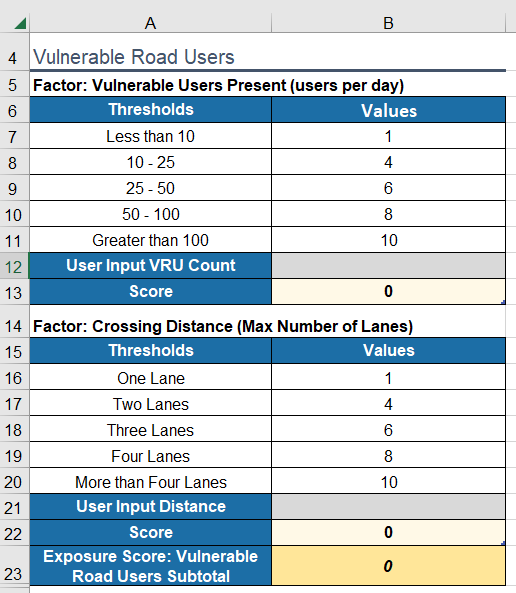 A B
4 Vulnerable Road Users
5 Factor: Vulnerable Users Present (users per day)
6 Thresholds Values
7 Less than 10 1
8 10 - 25 4
9 25 - 50 6
10 50 - 100 8
11 Greater than 100 10
12 User Input VRU Count
13 Score 0
14 Factor: Crossing Distance (Max Number of Lanes)
15 Thresholds Values
16 One Lane 1
17 Two Lanes 4
18 Three Lanes 6
19 Four Lanes 8
20 More than Four Lanes 10
21 User Input Distance
22 Score 0
Exposure Score: Vulnerable
23 Road Users Subtotal 0